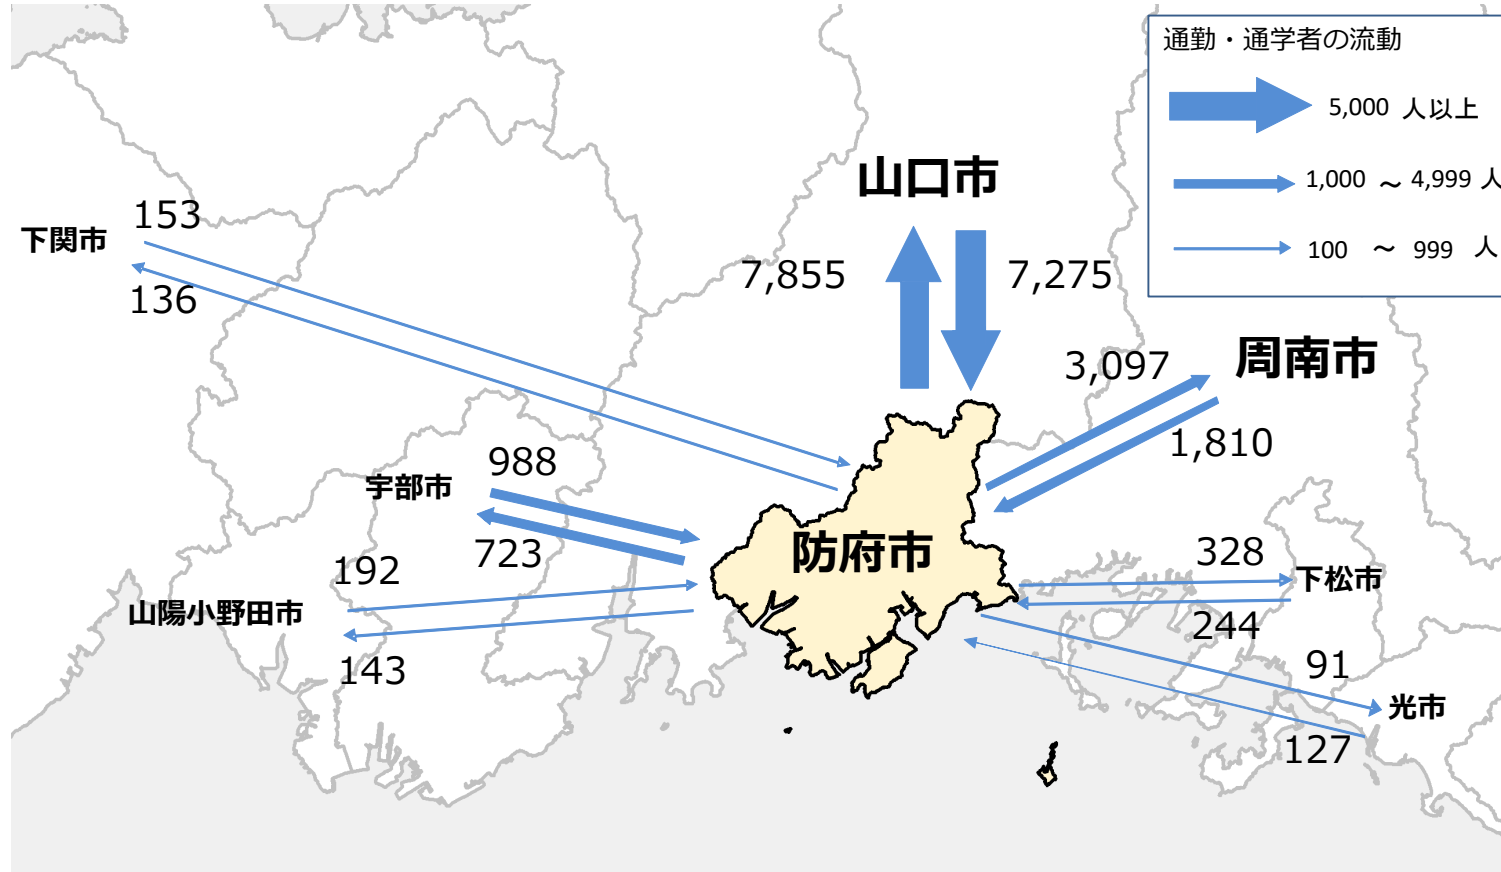 通勤・通学者の流動
5,000 人以上
1,000 ～ 4,999 人
100 ～ 999 人
山口市
7,855
7,275
下関市
153
136
周南市
3,097
1,810
宇部市
988
723
防府市
山陽小野田市
192
143
下松市
328
244
光市
91
127